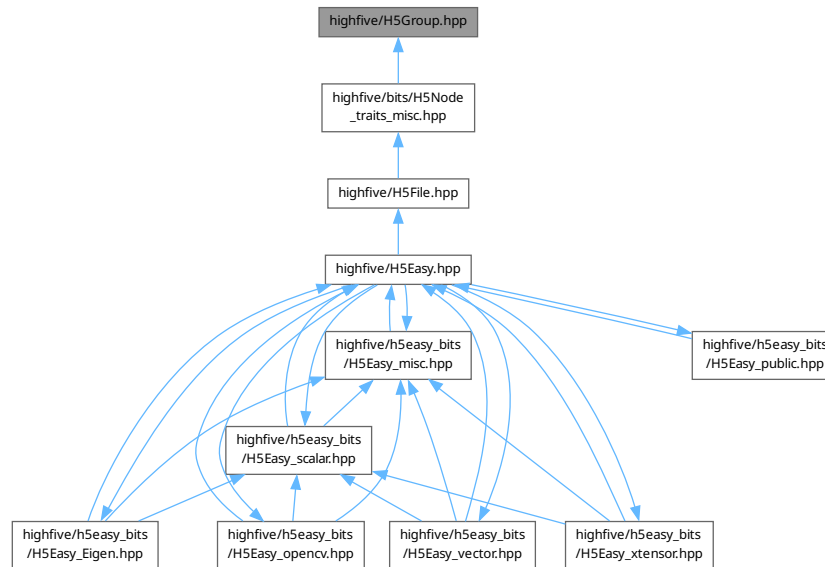 highfive/H5Group.hpp
highfive/bits/H5Node
_traits_misc.hpp
highfive/H5File.hpp
highfive/H5Easy.hpp
highfive/h5easy_bits
/H5Easy_misc.hpp
highfive/h5easy_bits
/H5Easy_public.hpp
highfive/h5easy_bits
/H5Easy_scalar.hpp
highfive/h5easy_bits
/H5Easy_Eigen.hpp
highfive/h5easy_bits
/H5Easy_opencv.hpp
highfive/h5easy_bits
/H5Easy_vector.hpp
highfive/h5easy_bits
/H5Easy_xtensor.hpp